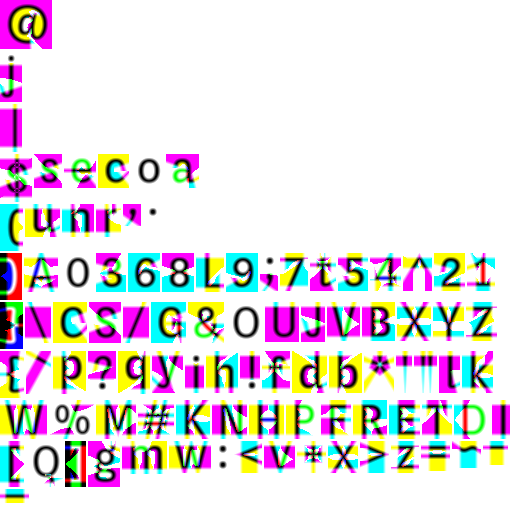 @
j
|
$ s e c o a
( u n r ' ·
) A 0 3 6 8 L 9 ; 7 t 5 4 ^ 2 1
\ C S / G & O U J V B X Y Z
{ / p ? q y i h ! f d b * " l k
W % M # K N H P F R E T D I
[ Q ] g m w : < v + x > z = ~ -
_